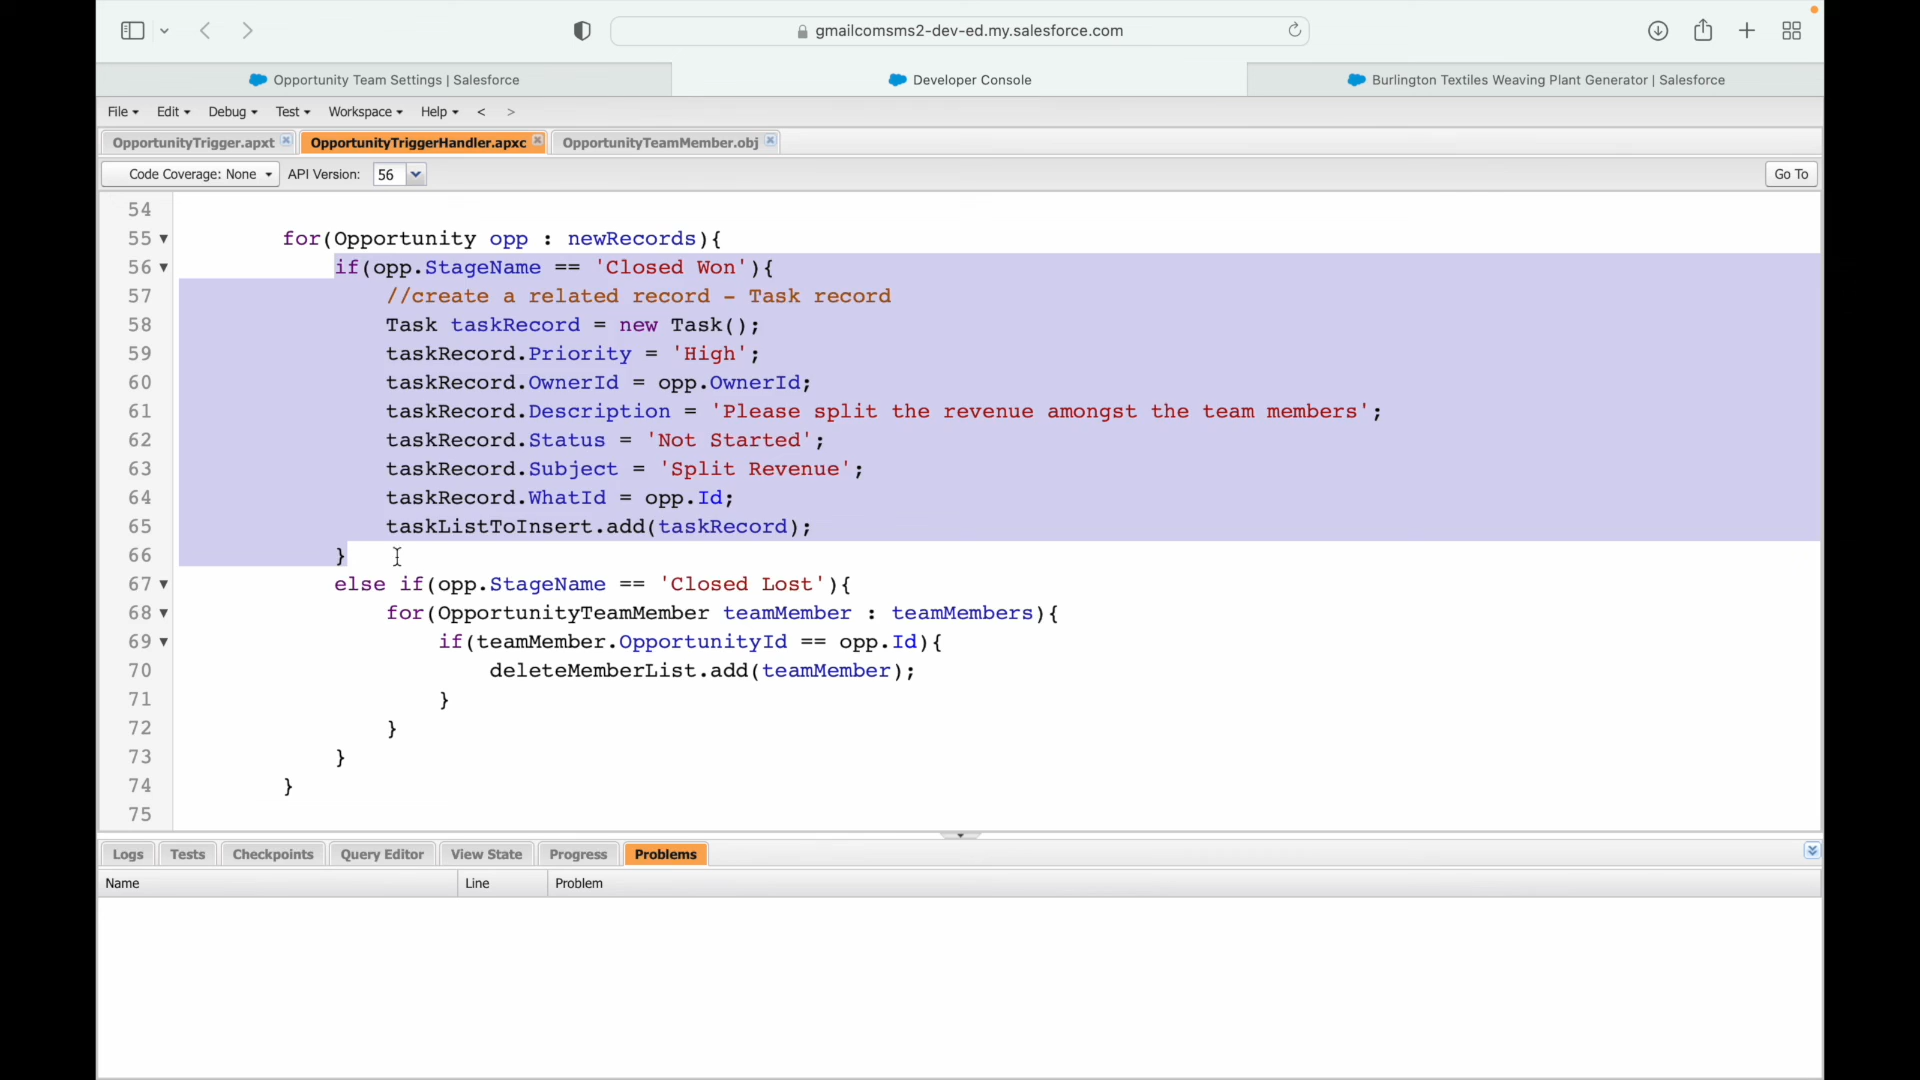 gmailcomsms2-dev-ed.my.salesforce.com
Opportunity Team Settings | Salesforce
Developer Console
Burlington Textiles Weaving Plant Generator | Salesforce
File Edit Debug Test Workspace Help < >
OpportunityTrigger.apxt
OpportunityTriggerHandler.apxc
OpportunityTeamMember.obj
Code Coverage: None
API Version:
56
Go To
54
55 for(Opportunity opp : newRecords){
56 if(opp.StageName == 'Closed Won'){
57 //create a related record - Task record
58 Task taskRecord = new Task();
59 taskRecord.Priority = 'High';
60 taskRecord.OwnerId = opp.OwnerId;
61 taskRecord.Description = 'Please split the revenue amongst the team members';
62 taskRecord.Status = 'Not Started';
63 taskRecord.Subject = 'Split Revenue';
64 taskRecord.WhatId = opp.Id;
65 taskListToInsert.add(taskRecord);
66 }
67 else if(opp.StageName == 'Closed Lost'){
68 for(OpportunityTeamMember teamMember : teamMembers){
69 if(teamMember.OpportunityId == opp.Id){
70 deleteMemberList.add(teamMember);
71 }
72 }
73 }
74 }
75
Logs Tests Checkpoints Query Editor View State Progress Problems
Name Line Problem